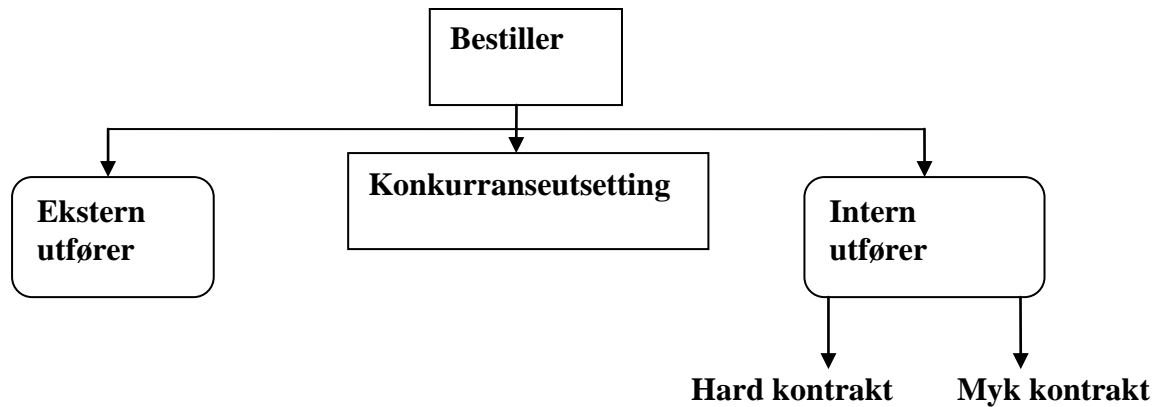 Bestiller
Ekstern
utfører
Konkurranseutsetting
Intern
utfører
Hard kontrakt
Myk kontrakt